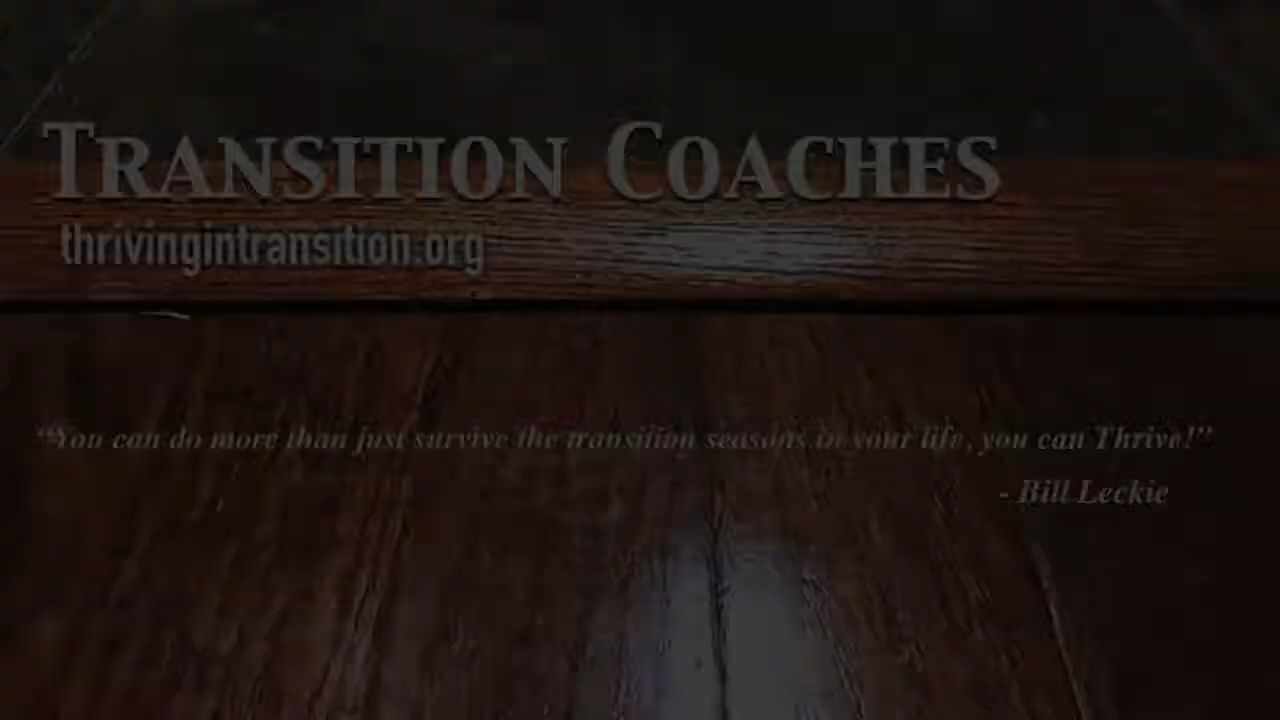 TRANSITION COACHES
thrivingintransition.org
“You can do more than just survive the transition seasons in your life, you can Thrive!”
- Bill Leckie